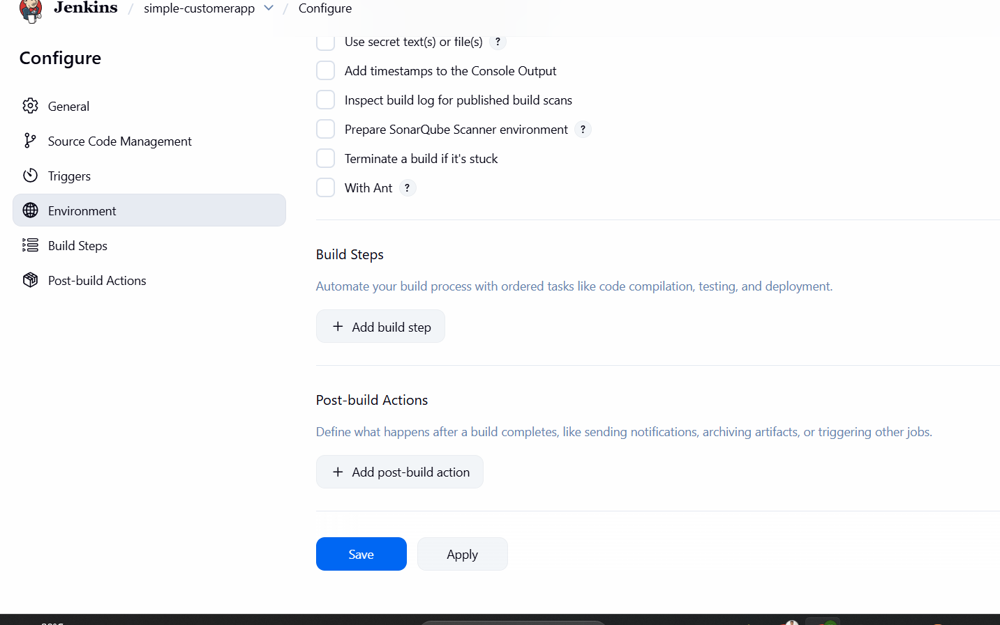 Jenkins / simple-customerapp / Configure
Configure
General
Source Code Management
Triggers
Environment
Build Steps
Post-build Actions
Use secret text(s) or file(s) ?
Add timestamps to the Console Output
Inspect build log for published build scans
Prepare SonarQube Scanner environment ?
Terminate a build if it's stuck
With Ant ?
Build Steps
Automate your build process with ordered tasks like code compilation, testing, and deployment.
+ Add build step
Post-build Actions
Define what happens after a build completes, like sending notifications, archiving artifacts, or triggering other jobs.
+ Add post-build action
Save Apply